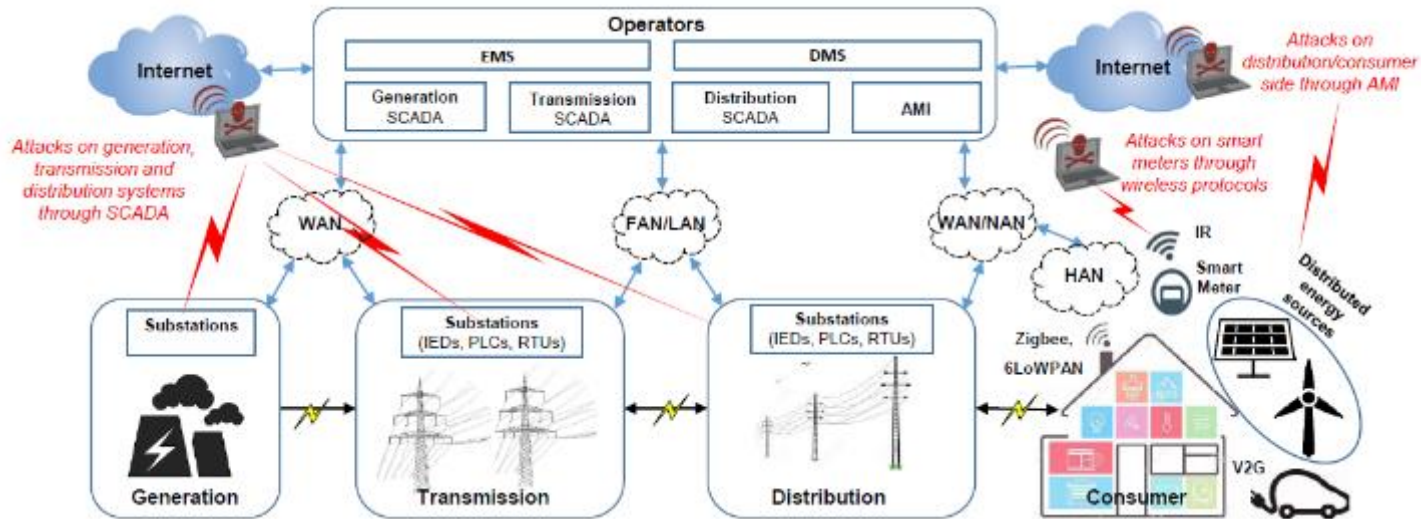 Operators
EMS
DMS
Generation
SCADA
Transmission
SCADA
Distribution
SCADA
AMI
Internet
Internet
Attacks on
distribution/consumer
side through AMI
Attacks on generation,
transmission and
distribution systems
through SCADA
Attacks on smart
meters through
wireless protocols
WAN
FAN/LAN
WAN/NAN
HAN
IR
Smart
Meter
Distributed
energy
sources
Substations
Substations
(IEDs, PLCs, RTUs)
Substations
(IEDs, PLCs, RTUs)
Zigbee,
6LoWPAN
V2G
Generation
Transmission
Distribution
Consumer